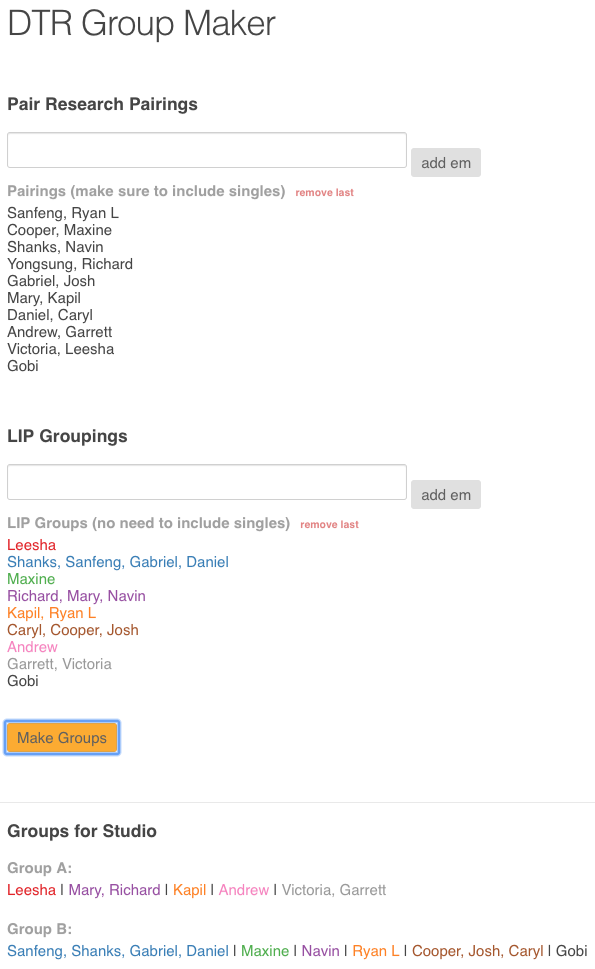 DTR Group Maker
Pair Research Pairings
add em
Pairings (make sure to include singles) remove last
Sanfeng, Ryan L
Cooper, Maxine
Shanks, Navin
Yongsung, Richard
Gabriel, Josh
Mary, Kapil
Daniel, Caryl
Andrew, Garrett
Victoria, Leesha
Gobi
LIP Groupings
add em
LIP Groups (no need to include singles) remove last
Leesha
Shanks, Sanfeng, Gabriel, Daniel
Maxine
Richard, Mary, Navin
Kapil, Ryan L
Caryl, Cooper, Josh
Andrew
Garrett, Victoria
Gobi
Make Groups
Groups for Studio
Group A:
Leesha | Mary, Richard | Kapil | Andrew | Victoria, Garrett
Group B:
Sanfeng, Shanks, Gabriel, Daniel | Maxine | Navin | Ryan L | Cooper, Josh, Caryl | Gobi